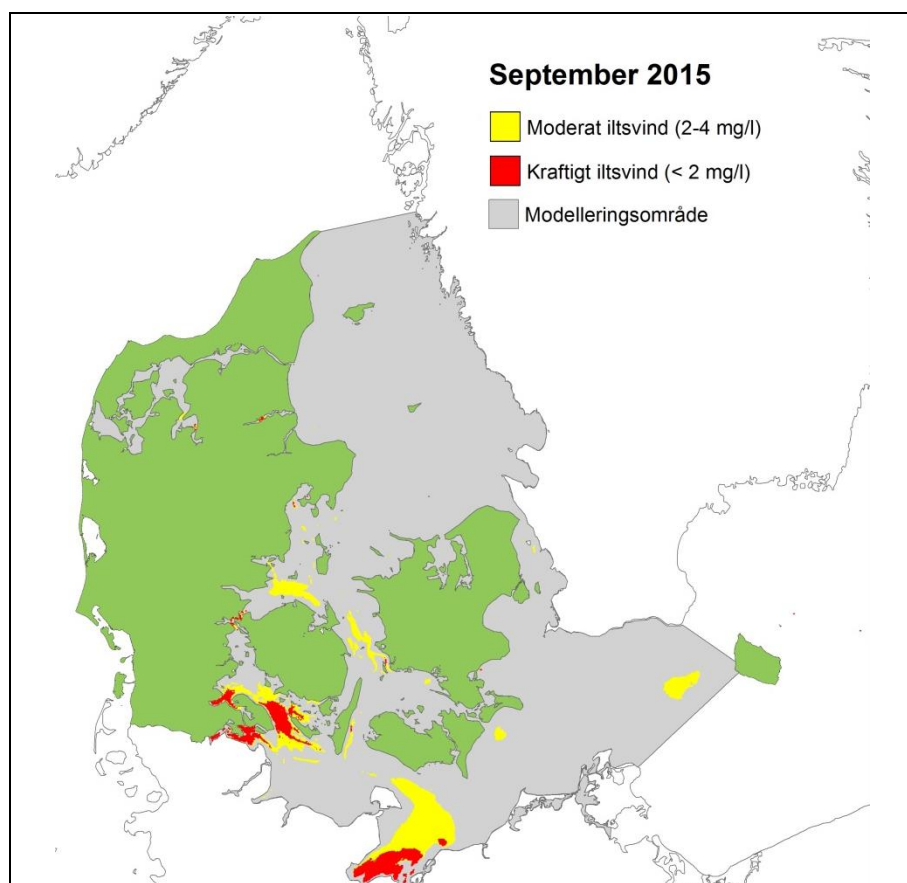 September 2015
Moderat iltsvind (2-4 mg/l)
Kraftigt iltsvind (< 2 mg/l)
Modelleringsområde